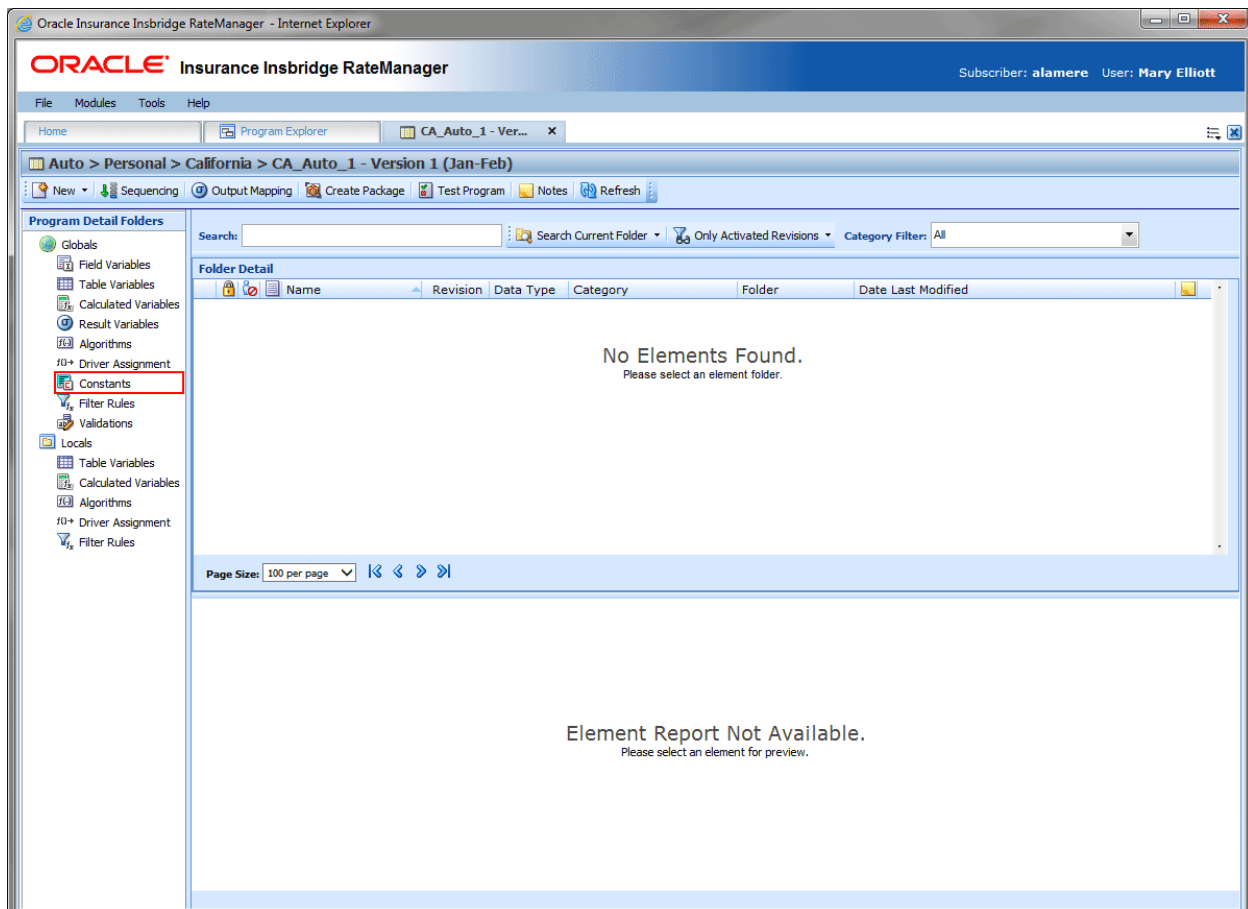 Oracle Insurance Insbridge RateManager - Internet Explorer
ORACLE Insurance Insbridge RateManager
Subscriber: alamere User: Mary Elliott
File Modules Tools Help
Home Program Explorer CA_Auto_1 - Ver... x
Auto > Personal > California > CA_Auto_1 - Version 1 (Jan-Feb)
New Sequencing Output Mapping Create Package Test Program Notes Refresh
Program Detail Folders
Globals
Field Variables
Table Variables
Calculated Variables
Result Variables
Algorithms
Driver Assignment
Constants
Filter Rules
Validations
Locals
Table Variables
Calculated Variables
Algorithms
Driver Assignment
Filter Rules
Search: Search Current Folder Only Activated Revisions Category Filter: All
Folder Detail
Name Revision Data Type Category Folder Date Last Modified
No Elements Found.
Please select an element folder.
Page Size: 100 per page
Element Report Not Available.
Please select an element for preview.